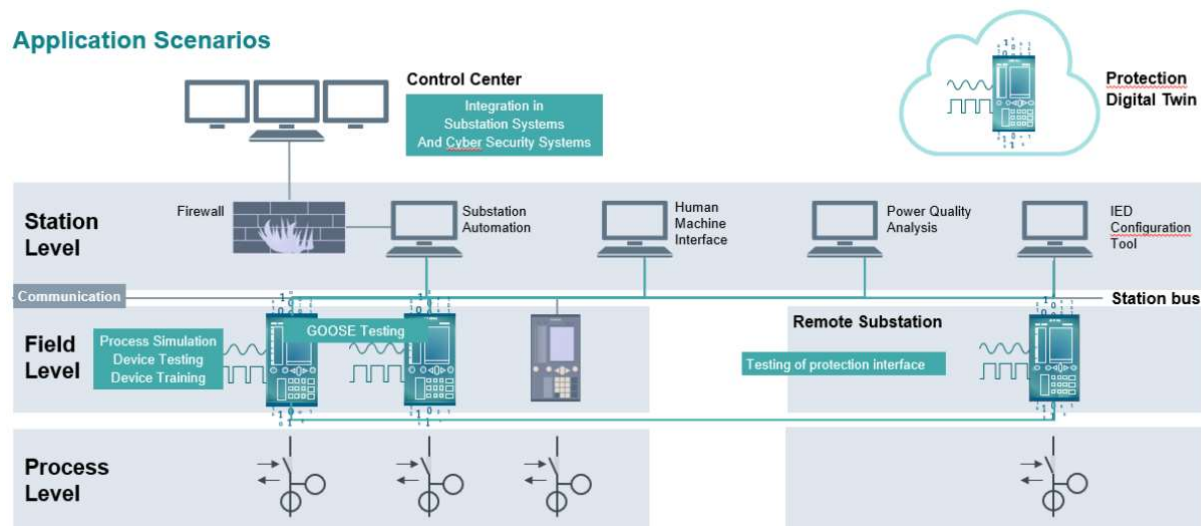 Application Scenarios
Control Center
Integration in
Substation Systems
And Cyber Security Systems
Protection
Digital Twin
Station
Level
Firewall
Substation
Automation
Human
Machine
Interface
Power Quality
Analysis
IED
Configuration
Tool
Communication
Station bus
Field
Level
Process Simulation
Device Testing
Device Training
GOOSE Testing
Remote Substation
Testing of protection interface
Process
Level